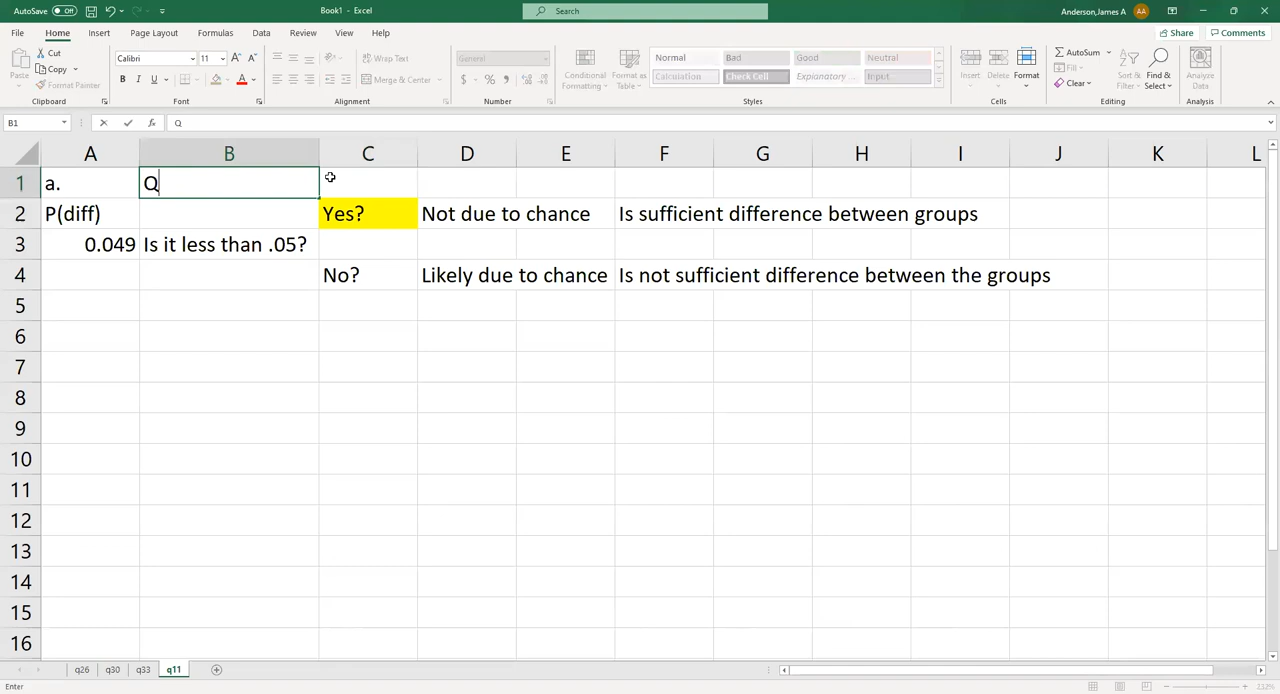 AutoSave Off Book1 - Excel Search Anderson,James A AA
File Home Insert Page Layout Formulas Data Review View Help Share Comments
Paste Cut Copy Format Painter Calibri 11 B I U Wrap Text Merge & Center General $ % , Conditional Formatting Format as Table Normal Bad Good Neutral Calculation Check Cell Explanatory ... Input Insert Delete Format AutoSum Fill Clear Sort & Filter Find & Select Analyze Data
Clipboard Font Alignment Number Styles Cells Editing Analysis
B1 fx Q
A B C D E F G H I J K L
1 a. Q
2 P(diff) Yes? Not due to chance Is sufficient difference between groups
3 0.049 Is it less than .05?
4 No? Likely due to chance Is not sufficient difference between the groups
5
6
7
8
9
10
11
12
13
14
15
16
q26 q30 q33 q11
Enter